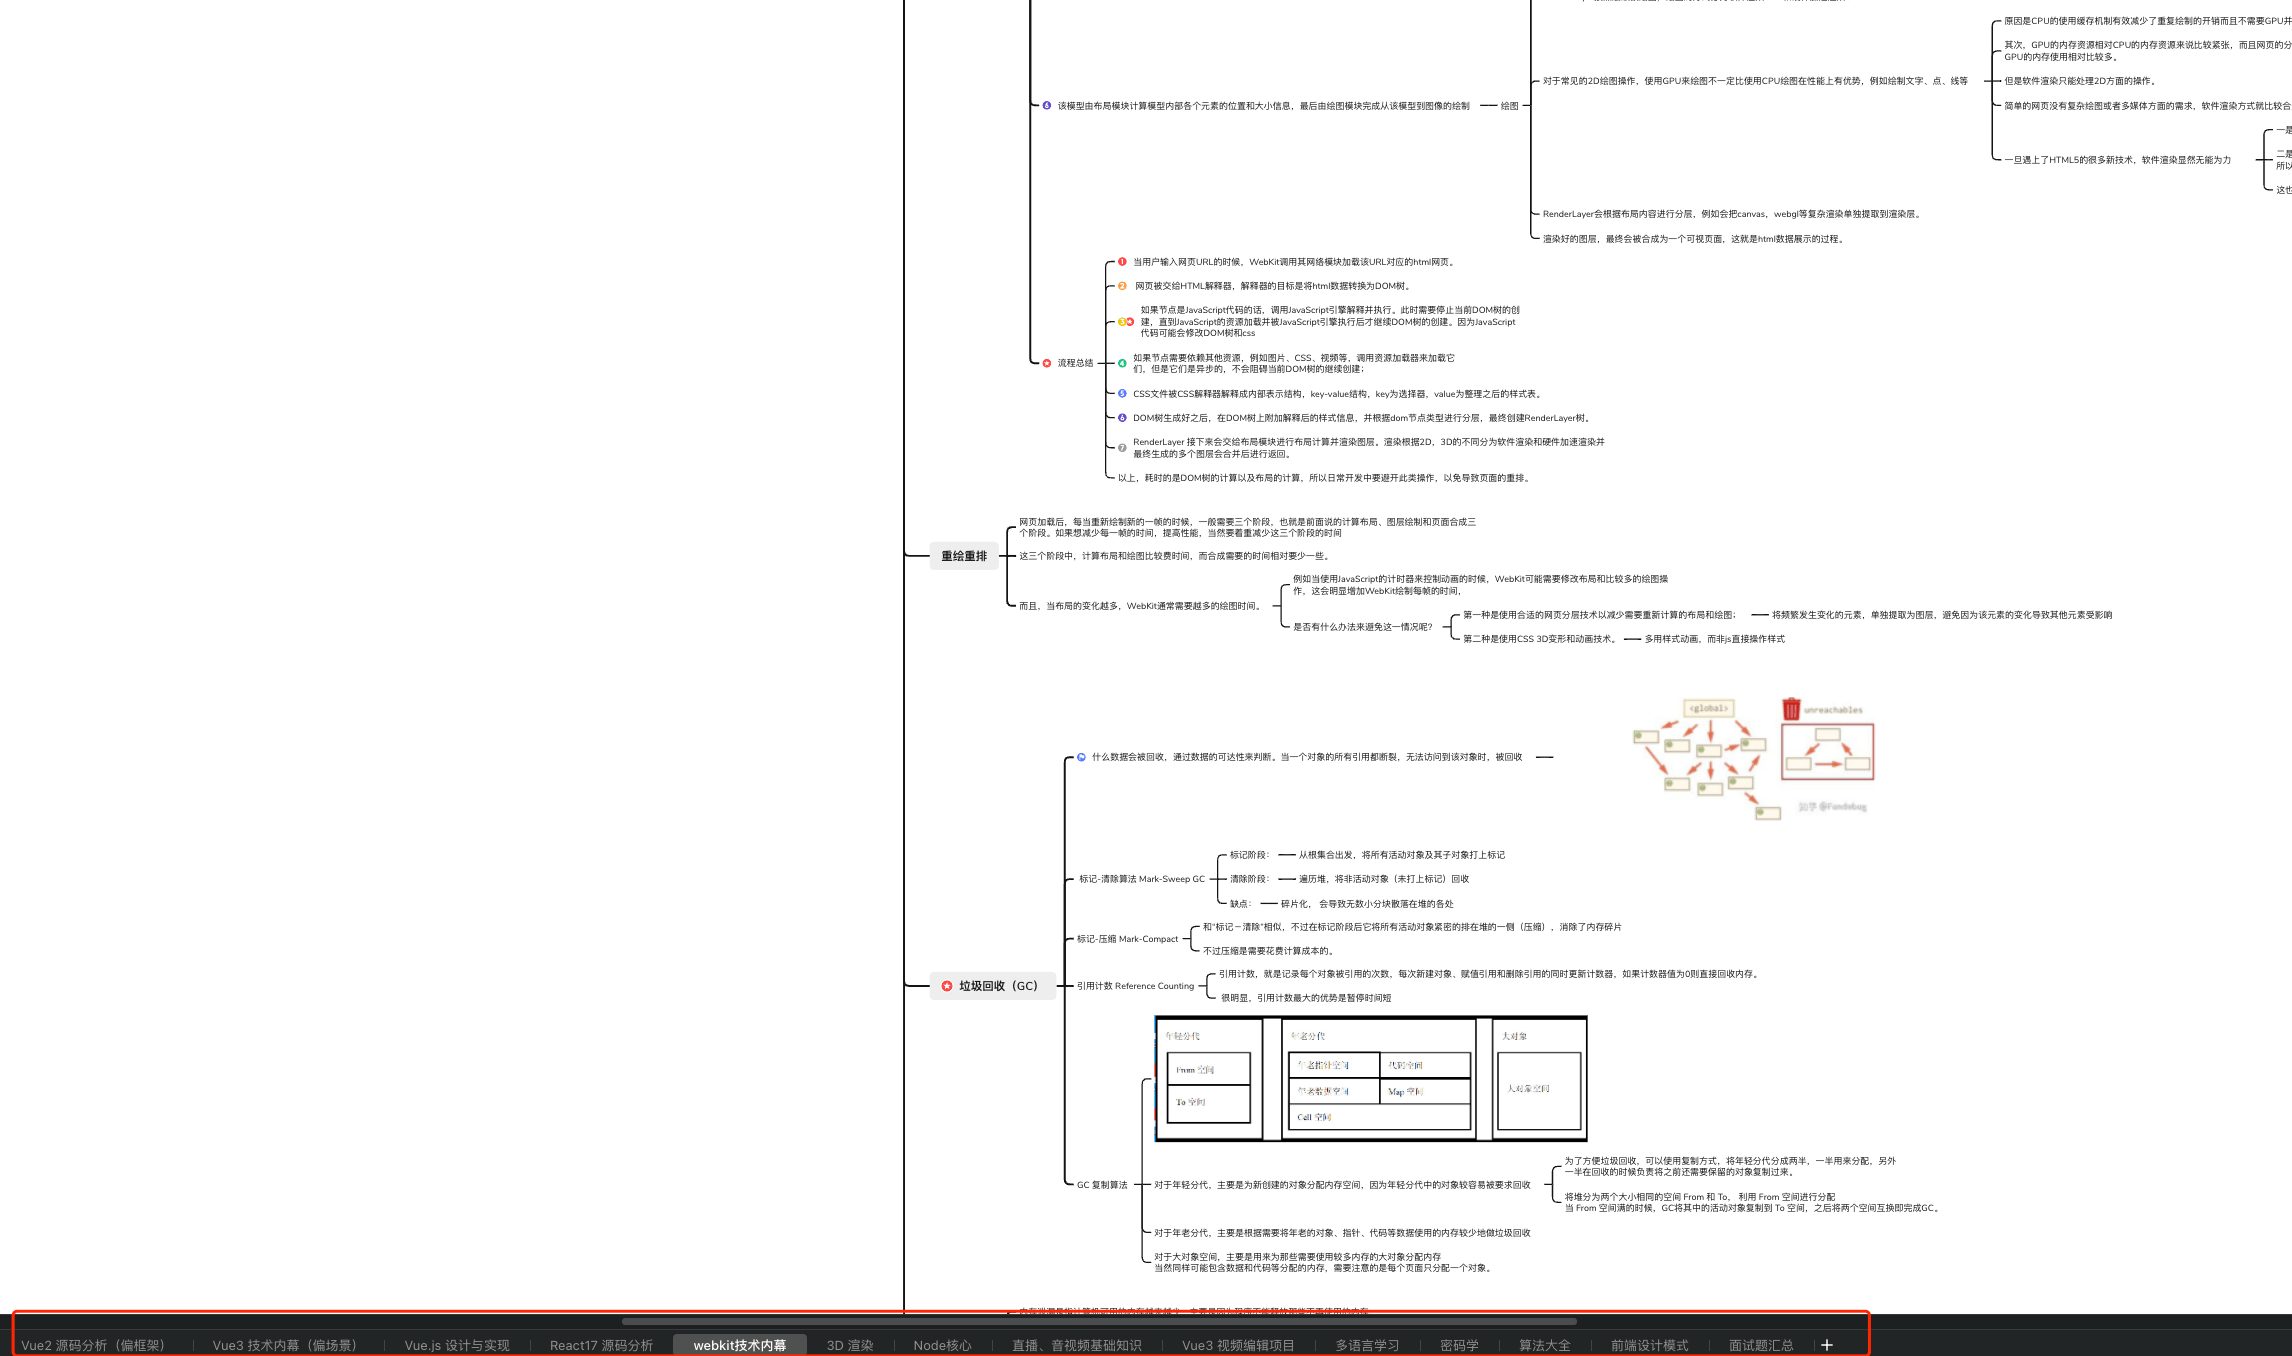 原因是CPU的使用缓存机制有效减少了重复绘制的开销而且不需要GPU并
其次，GPU的内存资源相对CPU的内存资源来说比较紧张，而且网页的分
GPU的内存使用相对比较多。
对于常见的2D绘图操作，使用GPU来绘图不一定比使用CPU绘图在性能上有优势，例如绘制文字、点、线等
但是软件渲染只能处理2D方面的操作。
该模型由布局模块计算模型内部各个元素的位置和大小信息，最后由绘图模块完成从该模型到图像的绘制
绘图
简单的网页没有复杂绘图或者多媒体方面的需求，软件渲染方式就比较合
一是
一旦遇上了HTML5的很多新技术，软件渲染显然无能为力
二是
所以
这也
RenderLayer会根据布局内容进行分层，例如会把canvas，webgl等复杂渲染单独提取到渲染层。
渲染好的图层，最终会被合成为一个可视页面，这就是html数据展示的过程。
流程总结
1 当用户输入网页URL的时候，WebKit调用其网络模块加载该URL对应的html网页。
2 网页被交给HTML解释器，解释器的目标是将html数据转换为DOM树。
3 如果节点是JavaScript代码的话，调用JavaScript引擎解释并执行。此时需要停止当前DOM树的创
建，直到JavaScript的资源加载并被JavaScript引擎执行后才继续DOM树的创建。因为JavaScript
代码可能会修改DOM树和css
4 如果节点需要依赖其他资源，例如图片、CSS、视频等，调用资源加载器来加载它
们，但是它们是异步的，不会阻碍当前DOM树的继续创建；
5 CSS文件被CSS解释器解释成内部表示结构，key-value结构，key为选择器，value为整理之后的样式表。
6 DOM树生成好之后，在DOM树上附加解释后的样式信息，并根据dom节点类型进行分层，最终创建RenderLayer树。
7 RenderLayer 接下来会交给布局模块进行布局计算并渲染图层。渲染根据2D，3D的不同分为软件渲染和硬件加速渲染并
最终生成的多个图层会合并后进行返回。
以上，耗时的是DOM树的计算以及布局的计算，所以日常开发中要避开此类操作，以免导致页面的重排。
重绘重排
网页加载后，每当重新绘制新的一帧的时候，一般需要三个阶段，也就是前面说的计算布局、图层绘制和页面合成三
个阶段。如果想减少每一帧的时间，提高性能，当然要着重减少这三个阶段的时间
这三个阶段中，计算布局和绘图比较费时间，而合成需要的时间相对要少一些。
而且，当布局的变化越多，WebKit通常需要越多的绘图时间。
例如当使用JavaScript的计时器来控制动画的时候，WebKit可能需要修改布局和比较多的绘图操
作，这会明显增加WebKit绘制每帧的时间，
是否有什么办法来避免这一情况呢？
第一种是使用合适的网页分层技术以减少需要重新计算的布局和绘图；
将频繁发生变化的元素，单独提取为图层，避免因为该元素的变化导致其他元素受影响
第二种是使用CSS 3D变形和动画技术。
多用样式动画，而非js直接操作样式
垃圾回收（GC）
什么数据会被回收，通过数据的可达性来判断。当一个对象的所有引用都断裂，无法访问到该对象时，被回收
<global>
unreachables
知乎 @Fundebug
标记-清除算法 Mark-Sweep GC
标记阶段：
从根集合出发，将所有活动对象及其子对象打上标记
清除阶段：
遍历堆，将非活动对象（未打上标记）回收
缺点：
碎片化， 会导致无数小分块散落在堆的各处
标记-压缩 Mark-Compact
和“标记－清除”相似，不过在标记阶段后它将所有活动对象紧密的排在堆的一侧（压缩），消除了内存碎片
不过压缩是需要花费计算成本的。
引用计数 Reference Counting
引用计数，就是记录每个对象被引用的次数，每次新建对象、赋值引用和删除引用的同时更新计数器，如果计数器值为0则直接回收内存。
很明显，引用计数最大的优势是暂停时间短
GC 复制算法
年轻分代
From 空间
To 空间
年老分代
年老指针空间
代码空间
年老数据空间
Map 空间
Cell 空间
大对象
大对象空间
对于年轻分代，主要是为新创建的对象分配内存空间，因为年轻分代中的对象较容易被要求回收
为了方便垃圾回收，可以使用复制方式，将年轻分代分成两半，一半用来分配，另外
一半在回收的时候负责将之前还需要保留的对象复制过来。
将堆分为两个大小相同的空间 From 和 To， 利用 From 空间进行分配
当 From 空间满的时候，GC将其中的活动对象复制到 To 空间，之后将两个空间互换即完成GC。
对于年老分代，主要是根据需要将年老的对象、指针、代码等数据使用的内存较少地做垃圾回收
对于大对象空间，主要是用来为那些需要使用较多内存的大对象分配内存
当然同样可能包含数据和代码等分配的内存，需要注意的是每个页面只分配一个对象。
Vue2 源码分析（偏框架）
Vue3 技术内幕（偏场景）
Vue.js 设计与实现
React17 源码分析
webkit技术内幕
3D 渲染
Node核心
直播、音视频基础知识
Vue3 视频编辑项目
多语言学习
密码学
算法大全
前端设计模式
面试题汇总
+